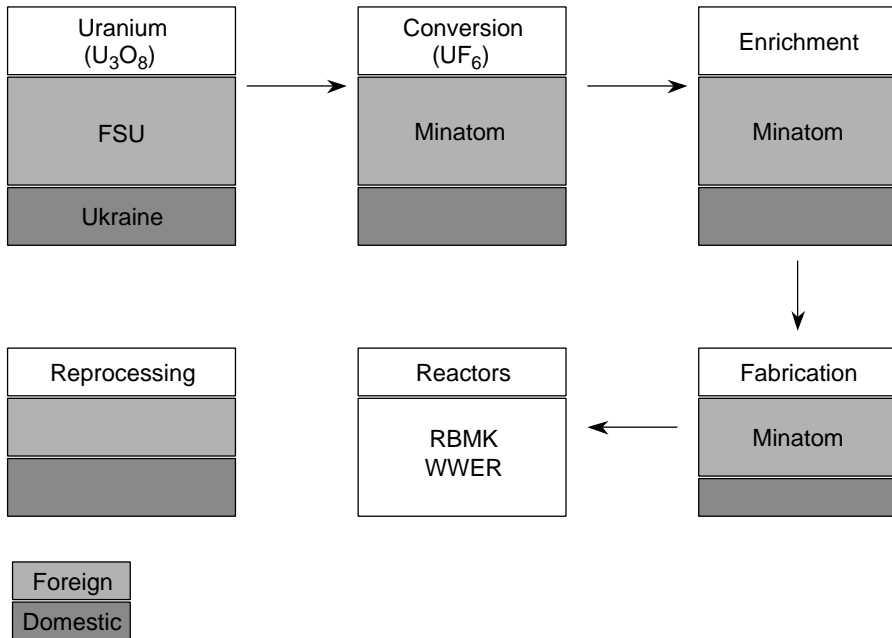 Uranium
(U₃O₈)
Conversion
(UF₆)
Enrichment
FSU
Minatom
Minatom
Ukraine
Reprocessing
Reactors
Fabrication
RBMK
WWER
Minatom
Foreign
Domestic